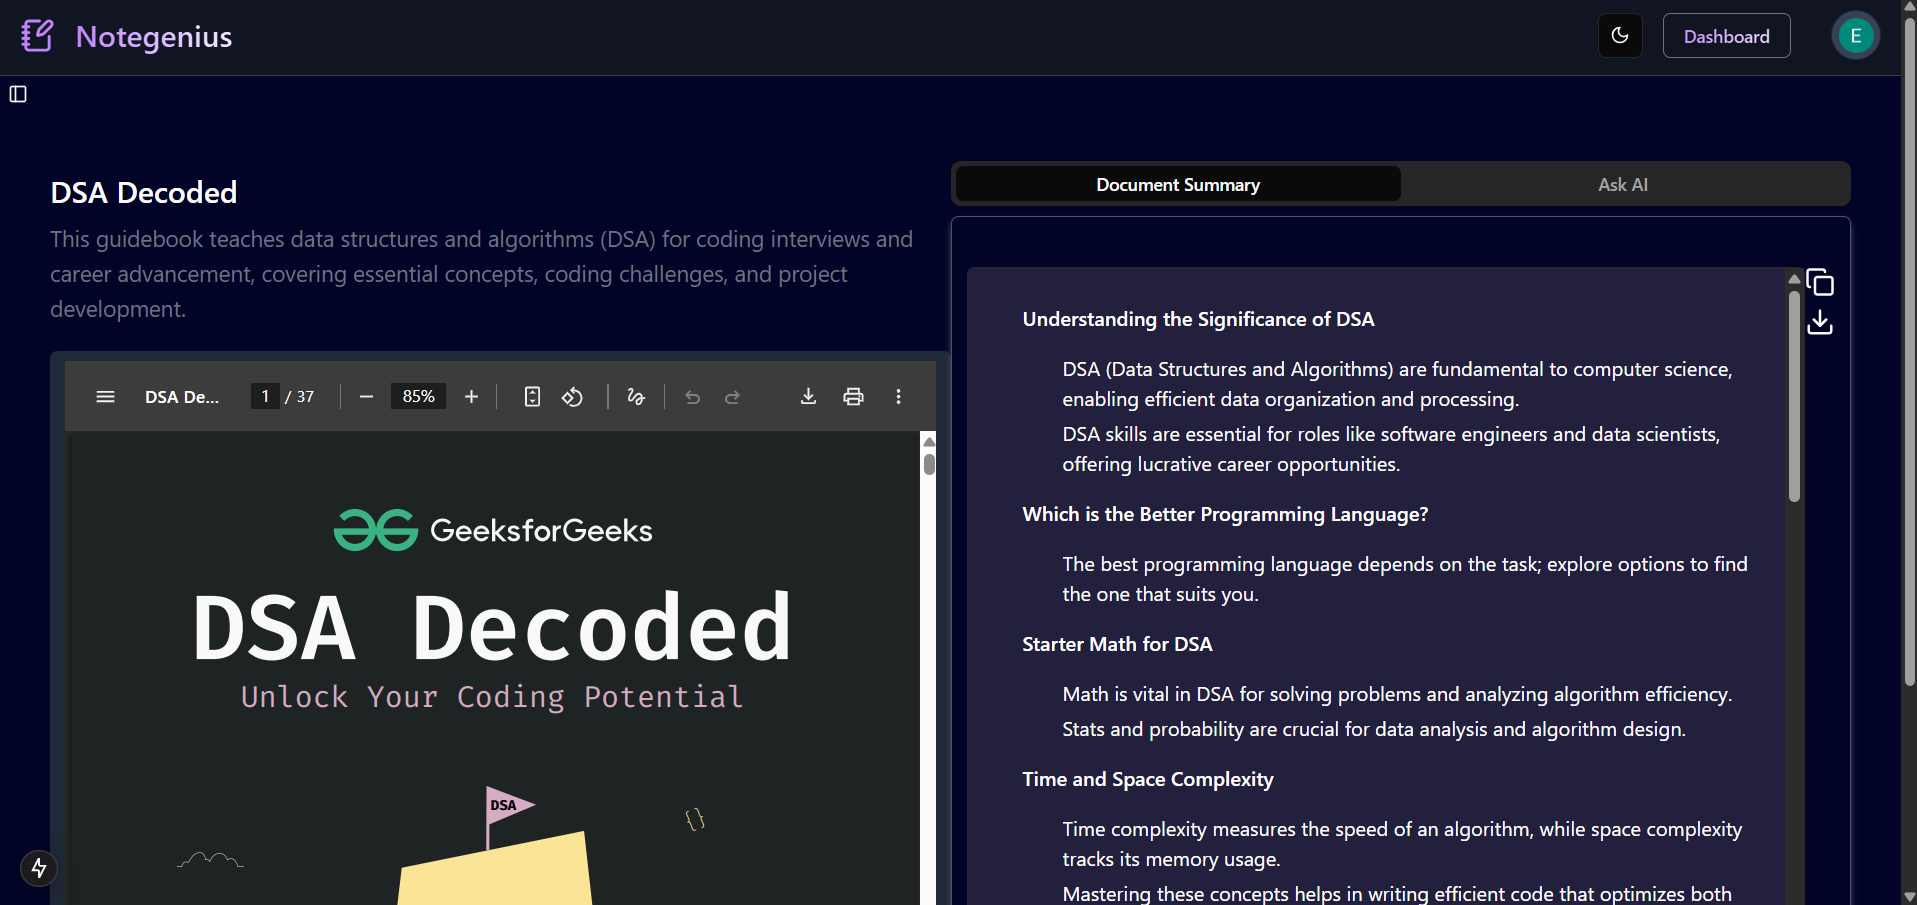 Notegenius
Dashboard
E
DSA Decoded
This guidebook teaches data structures and algorithms (DSA) for coding interviews and
career advancement, covering essential concepts, coding challenges, and project
development.
DSA De...
1 / 37
85%
GeeksforGeeks
DSA Decoded
Unlock Your Coding Potential
DSA
{}
Document Summary
Ask AI
Understanding the Significance of DSA
DSA (Data Structures and Algorithms) are fundamental to computer science,
enabling efficient data organization and processing.
DSA skills are essential for roles like software engineers and data scientists,
offering lucrative career opportunities.
Which is the Better Programming Language?
The best programming language depends on the task; explore options to find
the one that suits you.
Starter Math for DSA
Math is vital in DSA for solving problems and analyzing algorithm efficiency.
Stats and probability are crucial for data analysis and algorithm design.
Time and Space Complexity
Time complexity measures the speed of an algorithm, while space complexity
tracks its memory usage.
Mastering these concepts helps in writing efficient code that optimizes both